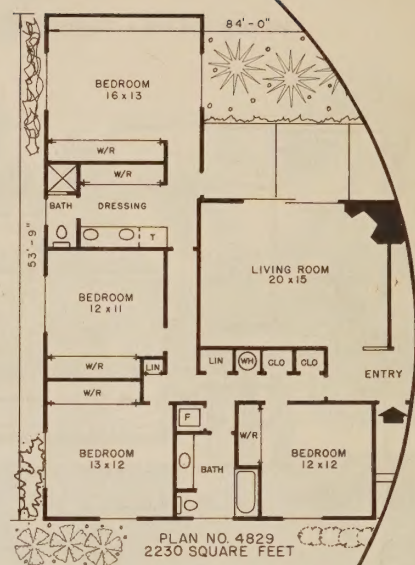 84'-0"
BEDROOM
16 x 13
W/R
W/R
BATH
DRESSING
T
53'-9"
LIVING ROOM
20 x 15
BEDROOM
12 x 11
W/R
LIN
LIN
WH
CLO
CLO
ENTRY
W/R
F
W/R
BEDROOM
13 x 12
BATH
BEDROOM
12 x 12
PLAN NO. 4829
2230 SQUARE FEET